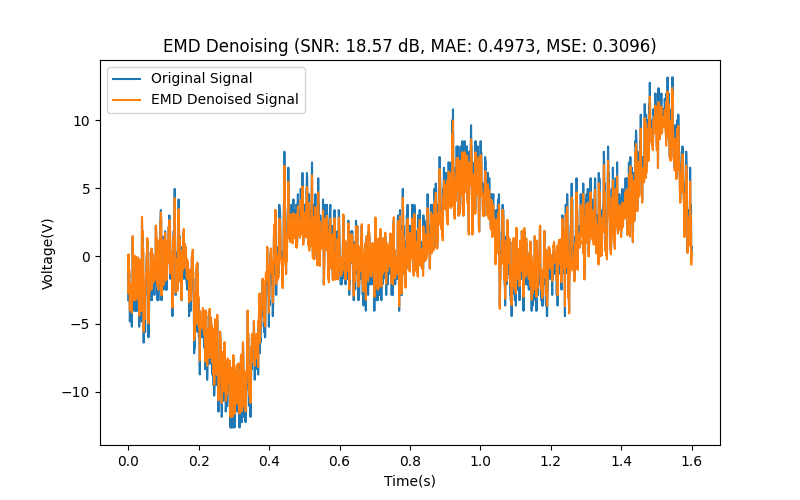 EMD Denoising (SNR: 18.57 dB, MAE: 0.4973, MSE: 0.3096)
Original Signal
EMD Denoised Signal
10
5
0
−5
−10
Voltage(V)
0.0 0.2 0.4 0.6 0.8 1.0 1.2 1.4 1.6
Time(s)